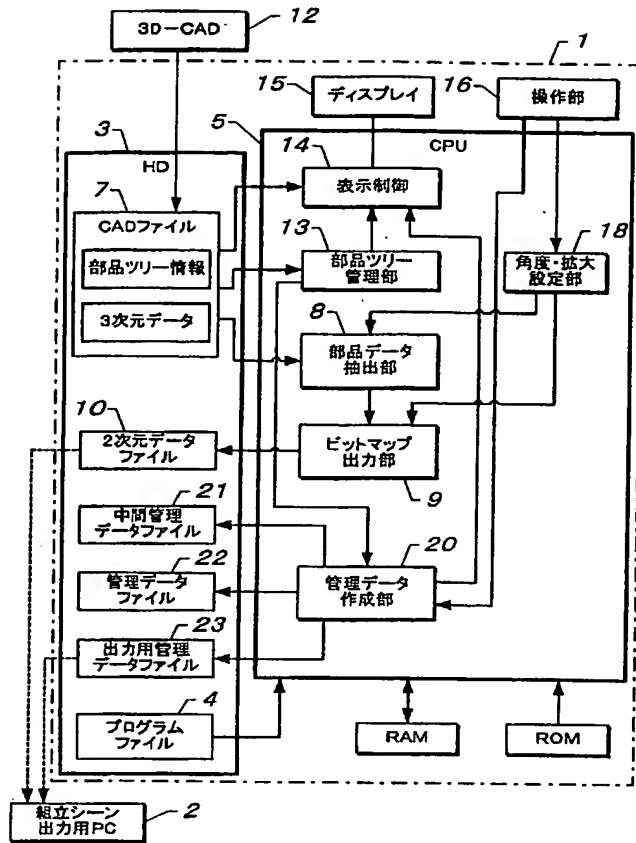 3D-CAD
12
1
15
ディスプレイ
16
操作部
5
CPU
3
HD
14
表示制御
7
CADファイル
部品ツリー情報
3次元データ
13
部品ツリー
管理部
18
角度・拡大
設定部
8
部品データ
抽出部
10
2次元データ
ファイル
ビットマップ
出力部
9
21
中間管理
データファイル
20
管理データ
作成部
22
管理データ
ファイル
23
出力用管理
データファイル
4
プログラム
ファイル
RAM
ROM
組立シーン
出力用PC
2